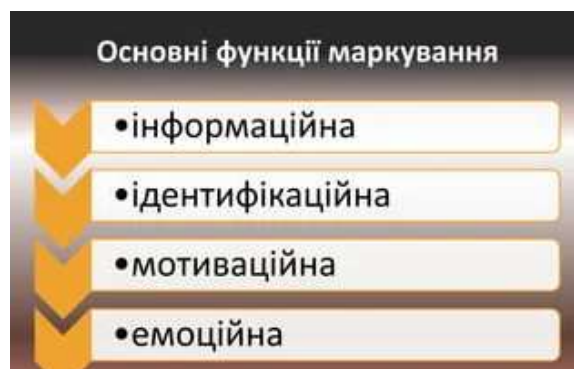 Основні функції маркування
•інформаційна
•ідентифікаційна
•мотиваційна
•емоційна